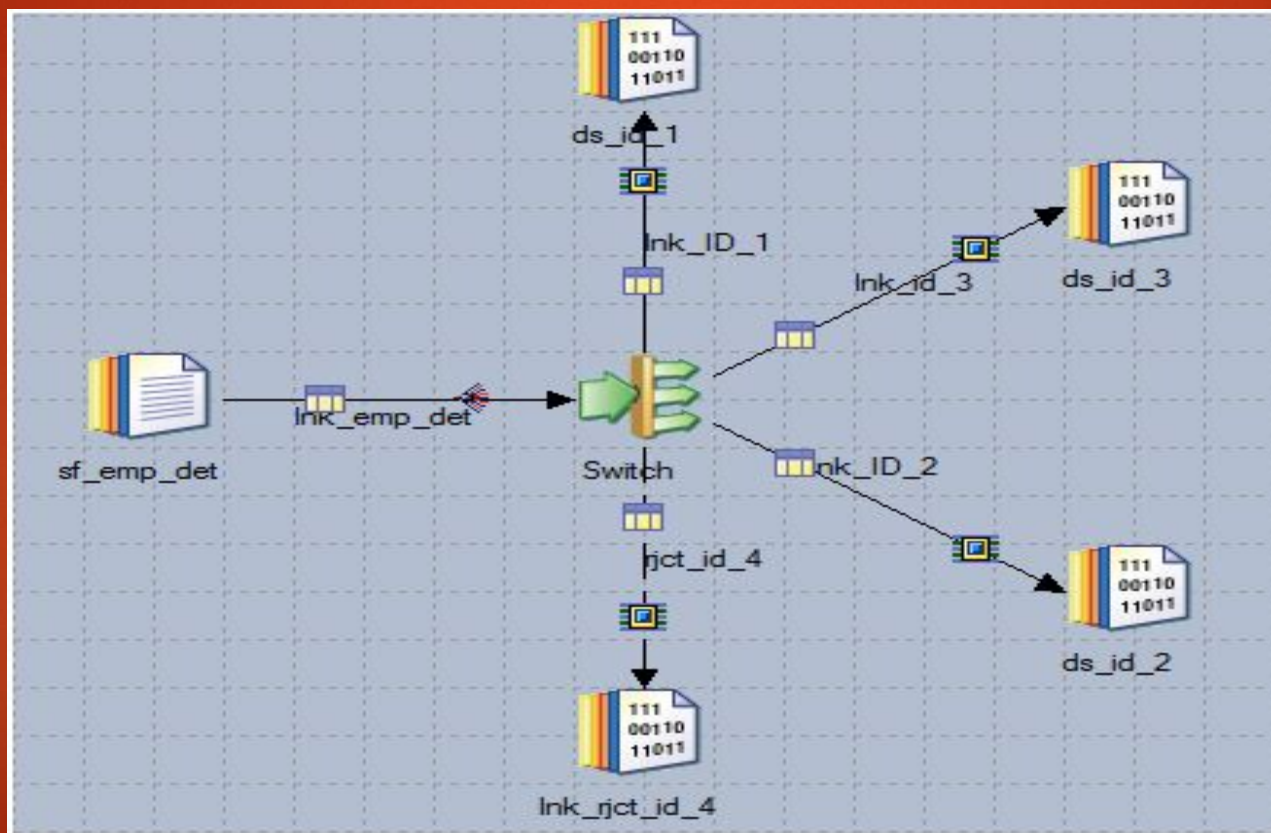 111
00110
11011
ds_id_1
lnk_ID_1
111
00110
11011
ds_id_3
lnk_id_3
sf_emp_det
lnk_emp_det
Switch
nk_ID_2
111
00110
11011
ds_id_2
rjct_id_4
111
00110
11011
lnk_rjct_id_4